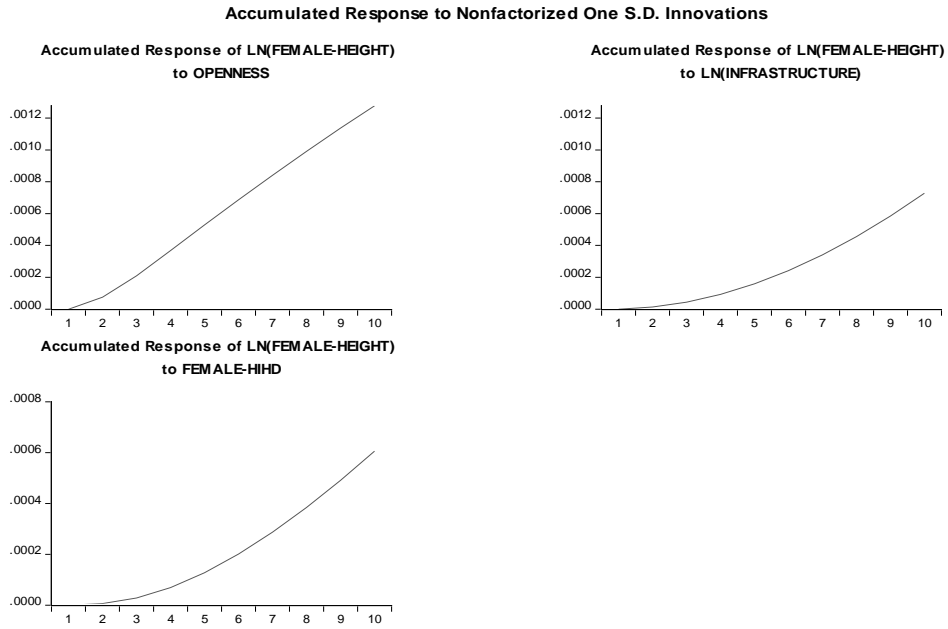 Accumulated Response to Nonfactorized One S.D. Innovations
Accumulated Response of LN(FEMALE-HEIGHT)
to OPENNESS
.0012
.0010
.0008
.0006
.0004
.0002
.0000
1 2 3 4 5 6 7 8 9 10
Accumulated Response of LN(FEMALE-HEIGHT)
to LN(INFRASTRUCTURE)
.0012
.0010
.0008
.0006
.0004
.0002
.0000
1 2 3 4 5 6 7 8 9 10
Accumulated Response of LN(FEMALE-HEIGHT)
to FEMALE-HIHD
.0008
.0006
.0004
.0002
.0000
1 2 3 4 5 6 7 8 9 10